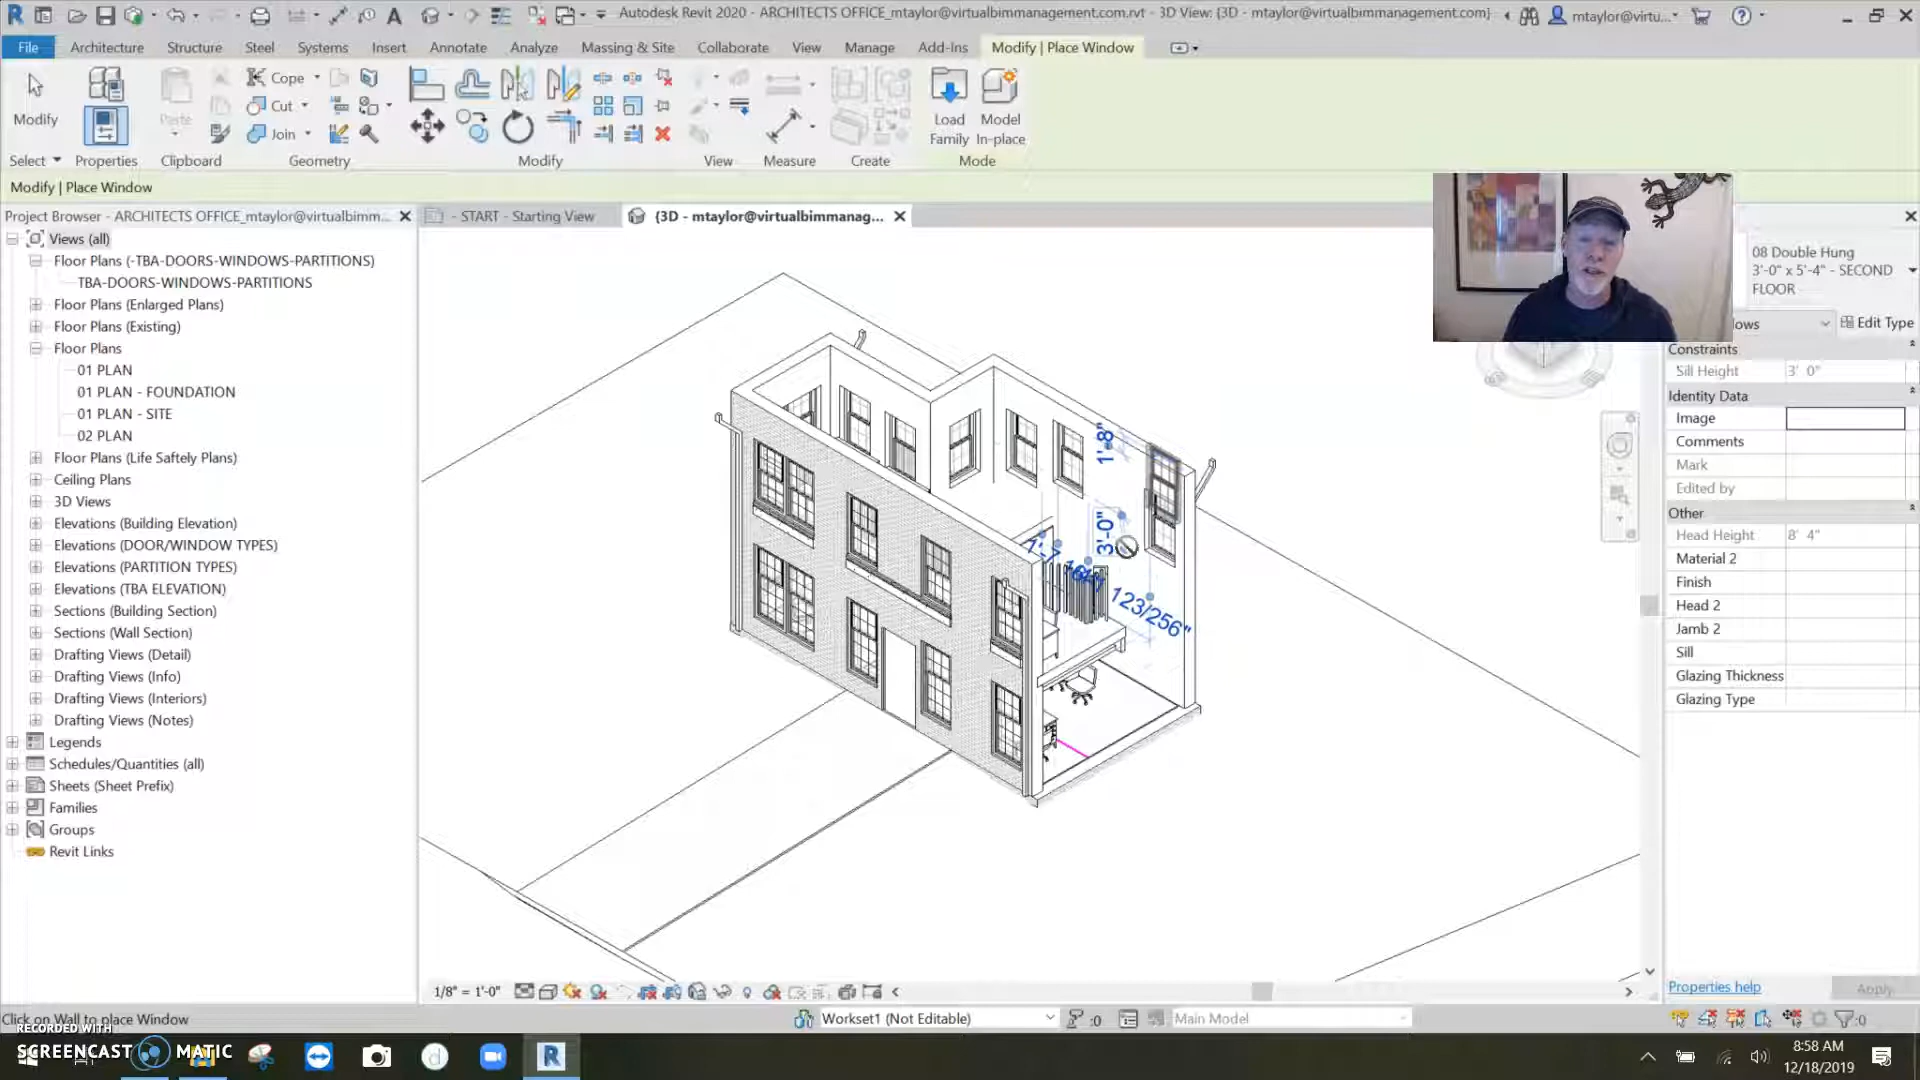 Autodesk Revit 2020 - ARCHITECTS OFFICE_mtaylor@virtualbimmanagement.com.rvt - 3D View: {3D - mtaylor@virtualbimmanagement.com}
mtaylor@virtu...
File Architecture Structure Steel Systems Insert Annotate Analyze Massing & Site Collaborate View Manage Add-Ins Modify | Place Window
Modify
Paste
Cope
Cut
Join
Load Family
Model In-place
Select Properties Clipboard Geometry Modify View Measure Create Mode
Modify | Place Window
Project Browser - ARCHITECTS OFFICE_mtaylor@virtualbimm...
- START - Starting View
{3D - mtaylor@virtualbimmanag...
Views (all)
Floor Plans (-TBA-DOORS-WINDOWS-PARTITIONS)
TBA-DOORS-WINDOWS-PARTITIONS
Floor Plans (Enlarged Plans)
Floor Plans (Existing)
Floor Plans
01 PLAN
01 PLAN - FOUNDATION
01 PLAN - SITE
02 PLAN
Floor Plans (Life Saftely Plans)
Ceiling Plans
3D Views
Elevations (Building Elevation)
Elevations (DOOR/WINDOW TYPES)
Elevations (PARTITION TYPES)
Elevations (TBA ELEVATION)
Sections (Building Section)
Sections (Wall Section)
Drafting Views (Detail)
Drafting Views (Info)
Drafting Views (Interiors)
Drafting Views (Notes)
Legends
Schedules/Quantities (all)
Sheets (Sheet Prefix)
Families
Groups
Revit Links
1'-8"
3'-0"
1'-7
123/256"
08 Double Hung
3'-0" x 5'-4" - SECOND
FLOOR
lows
Edit Type
Constraints
Sill Height 3' 0"
Identity Data
Image
Comments
Mark
Edited by
Other
Head Height 8' 4"
Material 2
Finish
Head 2
Jamb 2
Sill
Glazing Thickness
Glazing Type
Properties help
Apply
1/8" = 1'-0"
Click on Wall to place Window
Workset1 (Not Editable)
:0
Main Model
:0
RECORDED WITH
SCREENCAST MATIC
8:58 AM
12/18/2019